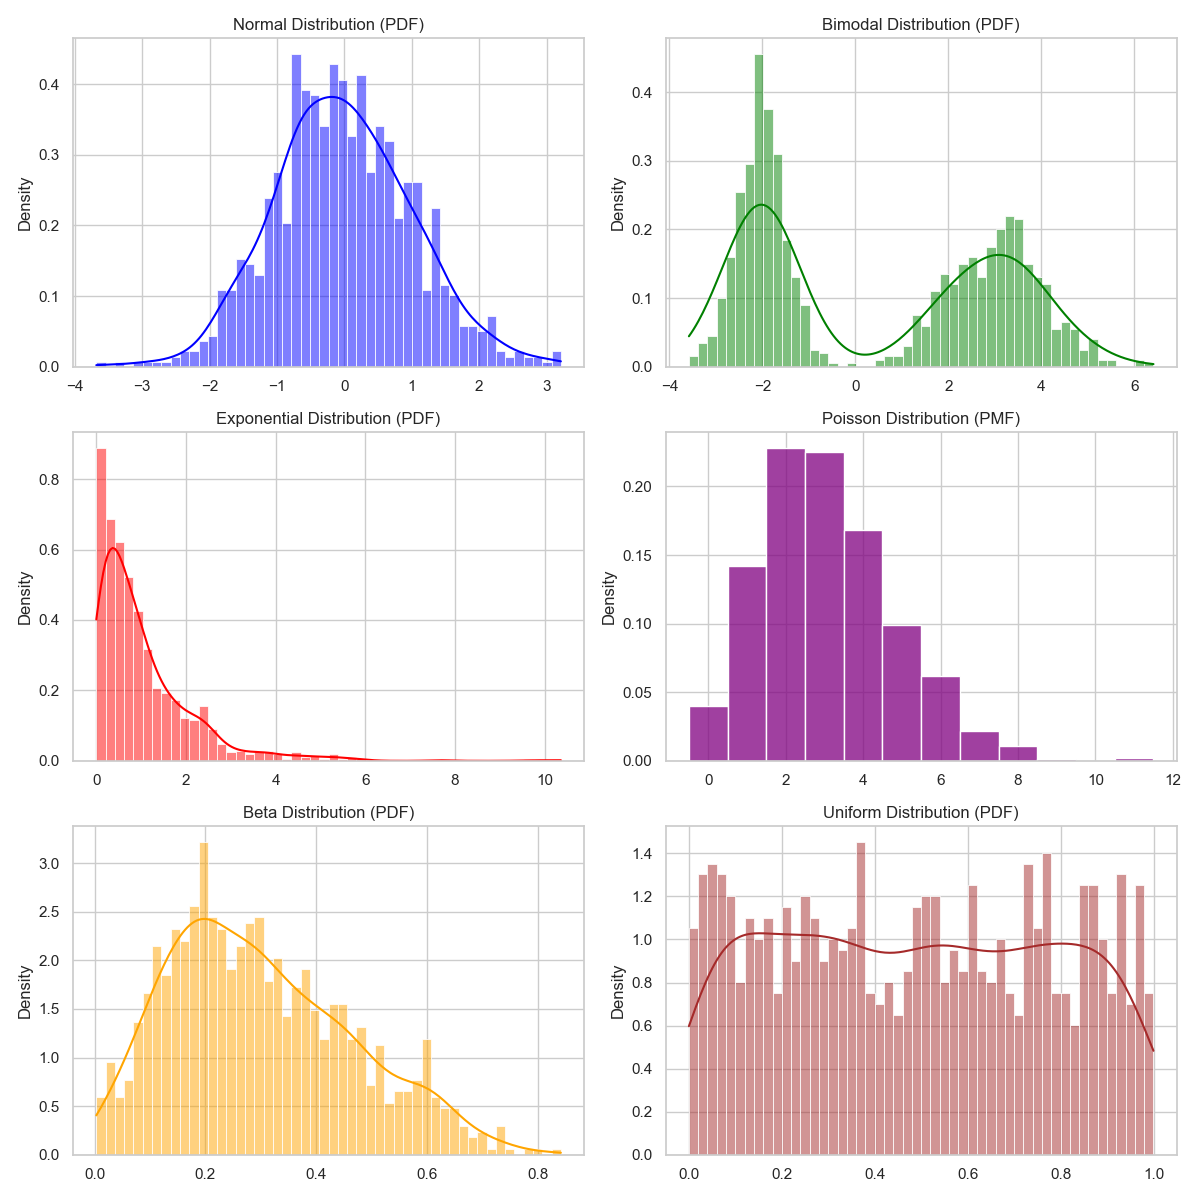 Normal Distribution (PDF)
Density
0.4
0.3
0.2
0.1
0.0
−4 −3 −2 −1 0 1 2 3
Bimodal Distribution (PDF)
Density
0.4
0.3
0.2
0.1
0.0
−4 −2 0 2 4 6
Exponential Distribution (PDF)
Density
0.8
0.6
0.4
0.2
0.0
0 2 4 6 8 10
Poisson Distribution (PMF)
Density
0.20
0.15
0.10
0.05
0.00
0 2 4 6 8 10 12
Beta Distribution (PDF)
Density
3.0
2.5
2.0
1.5
1.0
0.5
0.0
0.0 0.2 0.4 0.6 0.8
Uniform Distribution (PDF)
Density
1.4
1.2
1.0
0.8
0.6
0.4
0.2
0.0
0.0 0.2 0.4 0.6 0.8 1.0